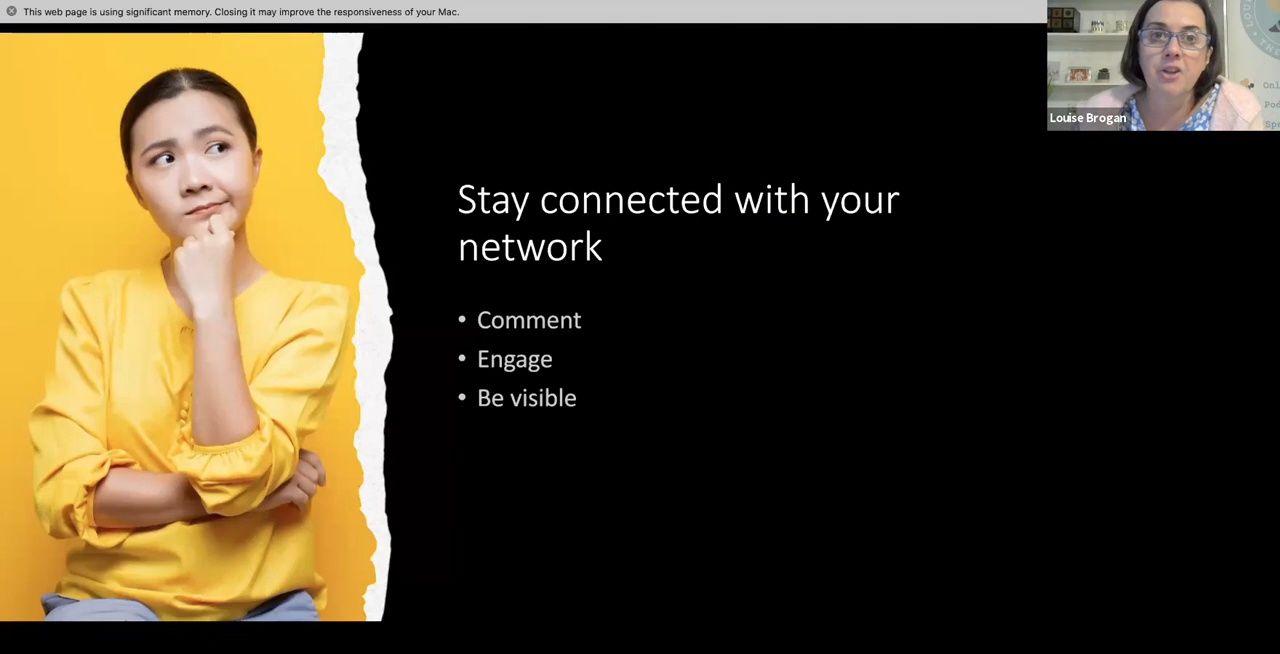 This web page is using significant memory. Closing it may improve the responsiveness of your Mac.
Louise Brogan
Stay connected with your
network
• Comment
• Engage
• Be visible